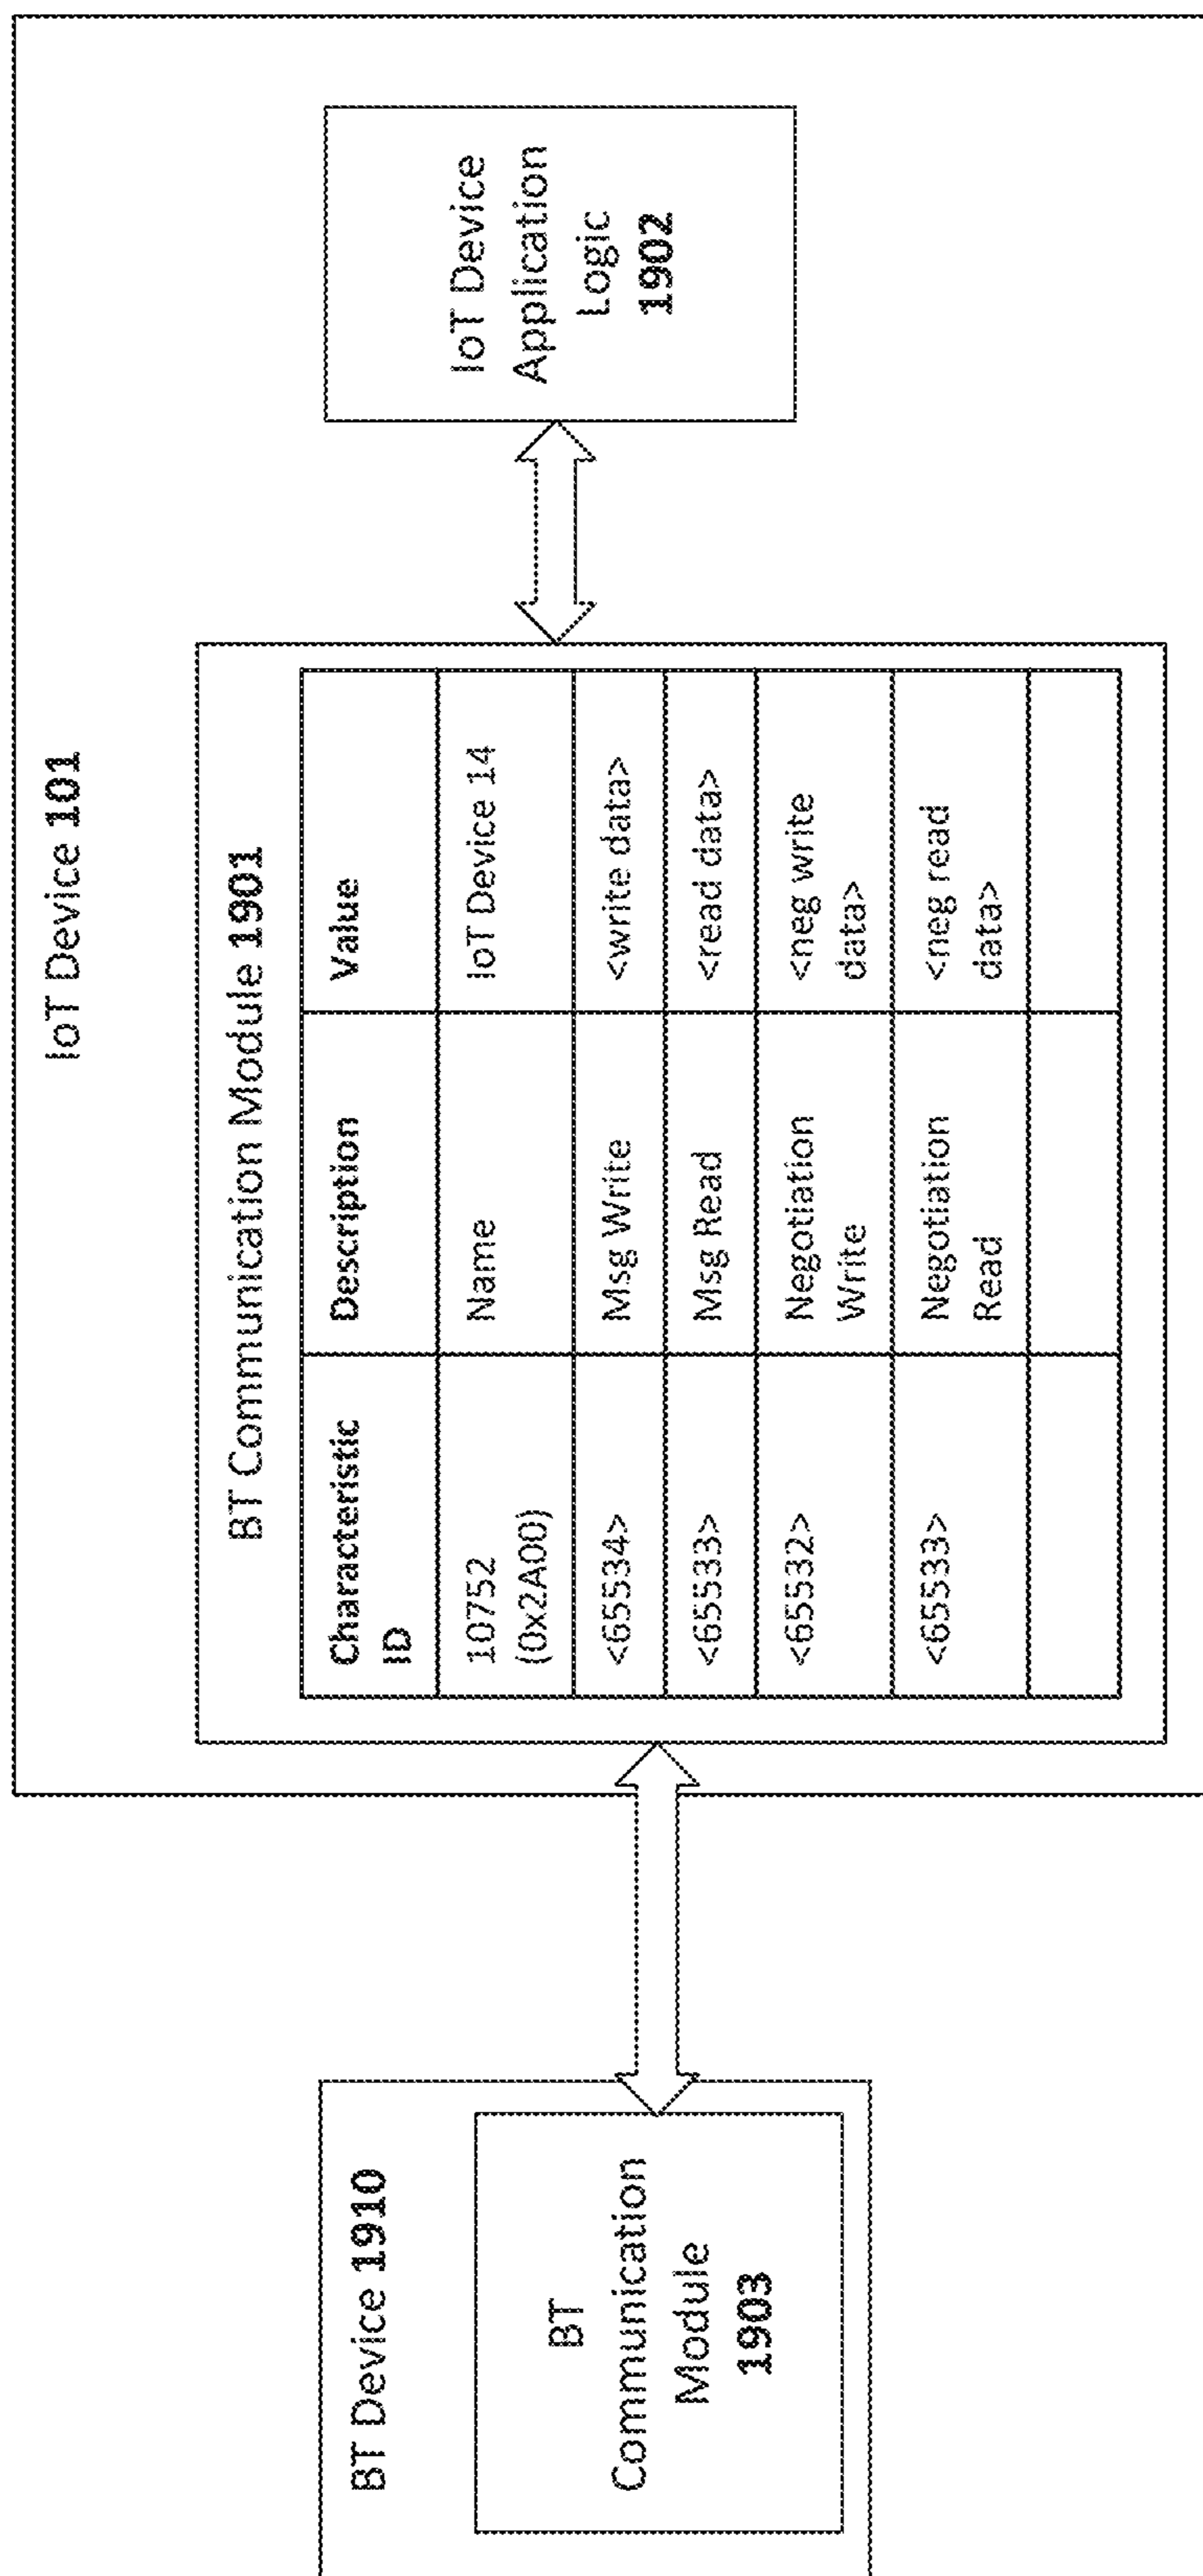 IoT Device 101
BT Device 1910
BT
Communication
Module
1903
BT Communication Module 1901
Characteristic
ID
Description
Value
10752
(0x2A00)
Name
IoT Device 14
<65534>
Msg Write
<write data>
<65533>
Msg Read
<read data>
<65532>
Negotiation
Write
<neg write
data>
<65533>
Negotiation
Read
<neg read
data>
IoT Device
Application
Logic
1902